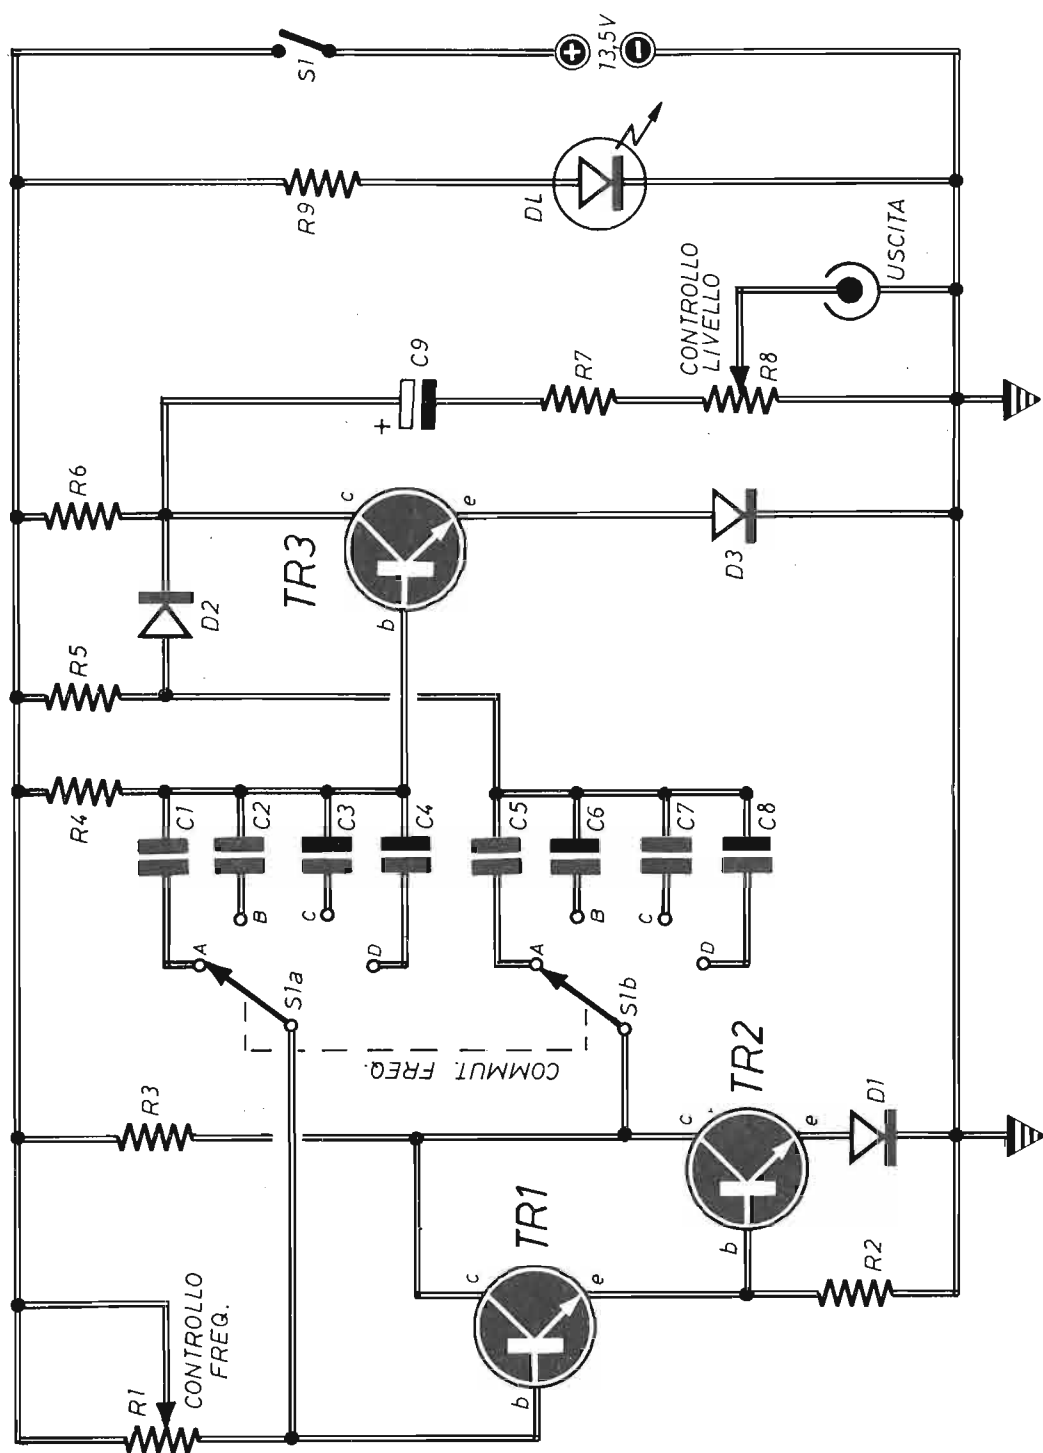 R1
CONTROLLO
FREQ.
R3
R4
R5
R6
R9
S1
13,5V
+
−
C1
C2
C3
C4
C5
C6
C7
C8
A
B
C
D
A
B
C
D
S1a
S1b
COMMUT. FREQ.
D2
TR3
c
b
e
+
C9
R7
CONTROLLO
LIVELLO
R8
DL
USCITA
D3
TR1
c
b
e
TR2
c
b
e
R2
D1